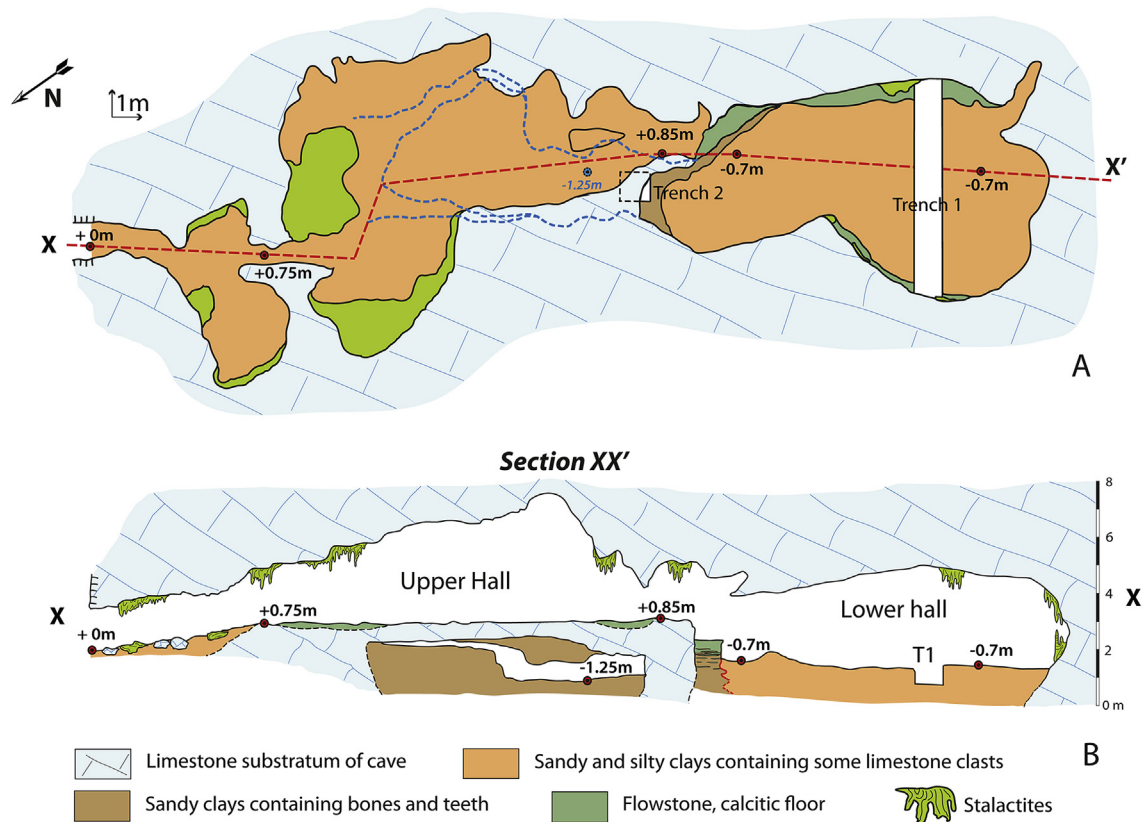 N
1m
X
+ 0m
+0.75m
-1.25m
+0.85m
-0.7m
Trench 2
Trench 1
-0.7m
X'
A
Section XX'
8
6
4
2
0 m
X
+ 0m
+0.75m
Upper Hall
+0.85m
-1.25m
-0.7m
Lower hall
T1
-0.7m
X
B
Limestone substratum of cave
Sandy and silty clays containing some limestone clasts
Sandy clays containing bones and teeth
Flowstone, calcitic floor
Stalactites